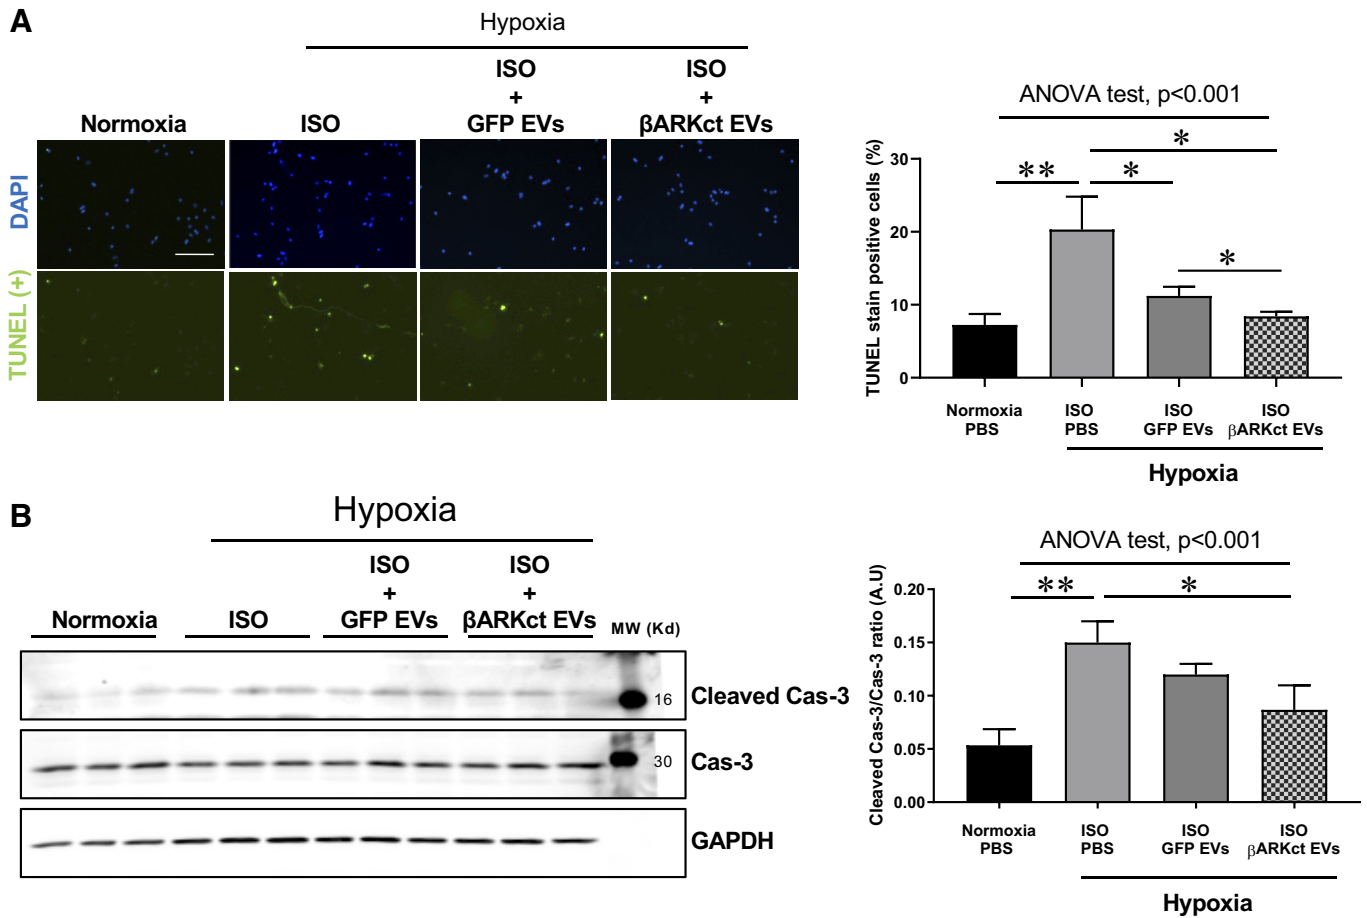 A
Hypoxia
ISO
+
GFP EVs
ISO
+
βARKct EVs
Normoxia
ISO
DAPI
TUNEL (+)
ANOVA test, p<0.001
*
** *
*
TUNEL stain positive cells (%)
30
20
10
0
Normoxia
PBS
ISO
PBS
ISO
GFP EVs
ISO
βARKct EVs
Hypoxia
B
Hypoxia
ISO
+
GFP EVs
ISO
+
βARKct EVs
Normoxia
ISO
MW (Kd)
16
Cleaved Cas-3
30
Cas-3
GAPDH
ANOVA test, p<0.001
** *
Cleaved Cas-3/Cas-3 ratio (A.U)
0.20
0.15
0.10
0.05
0.00
Normoxia
PBS
ISO
PBS
ISO
GFP EVs
ISO
βARKct EVs
Hypoxia